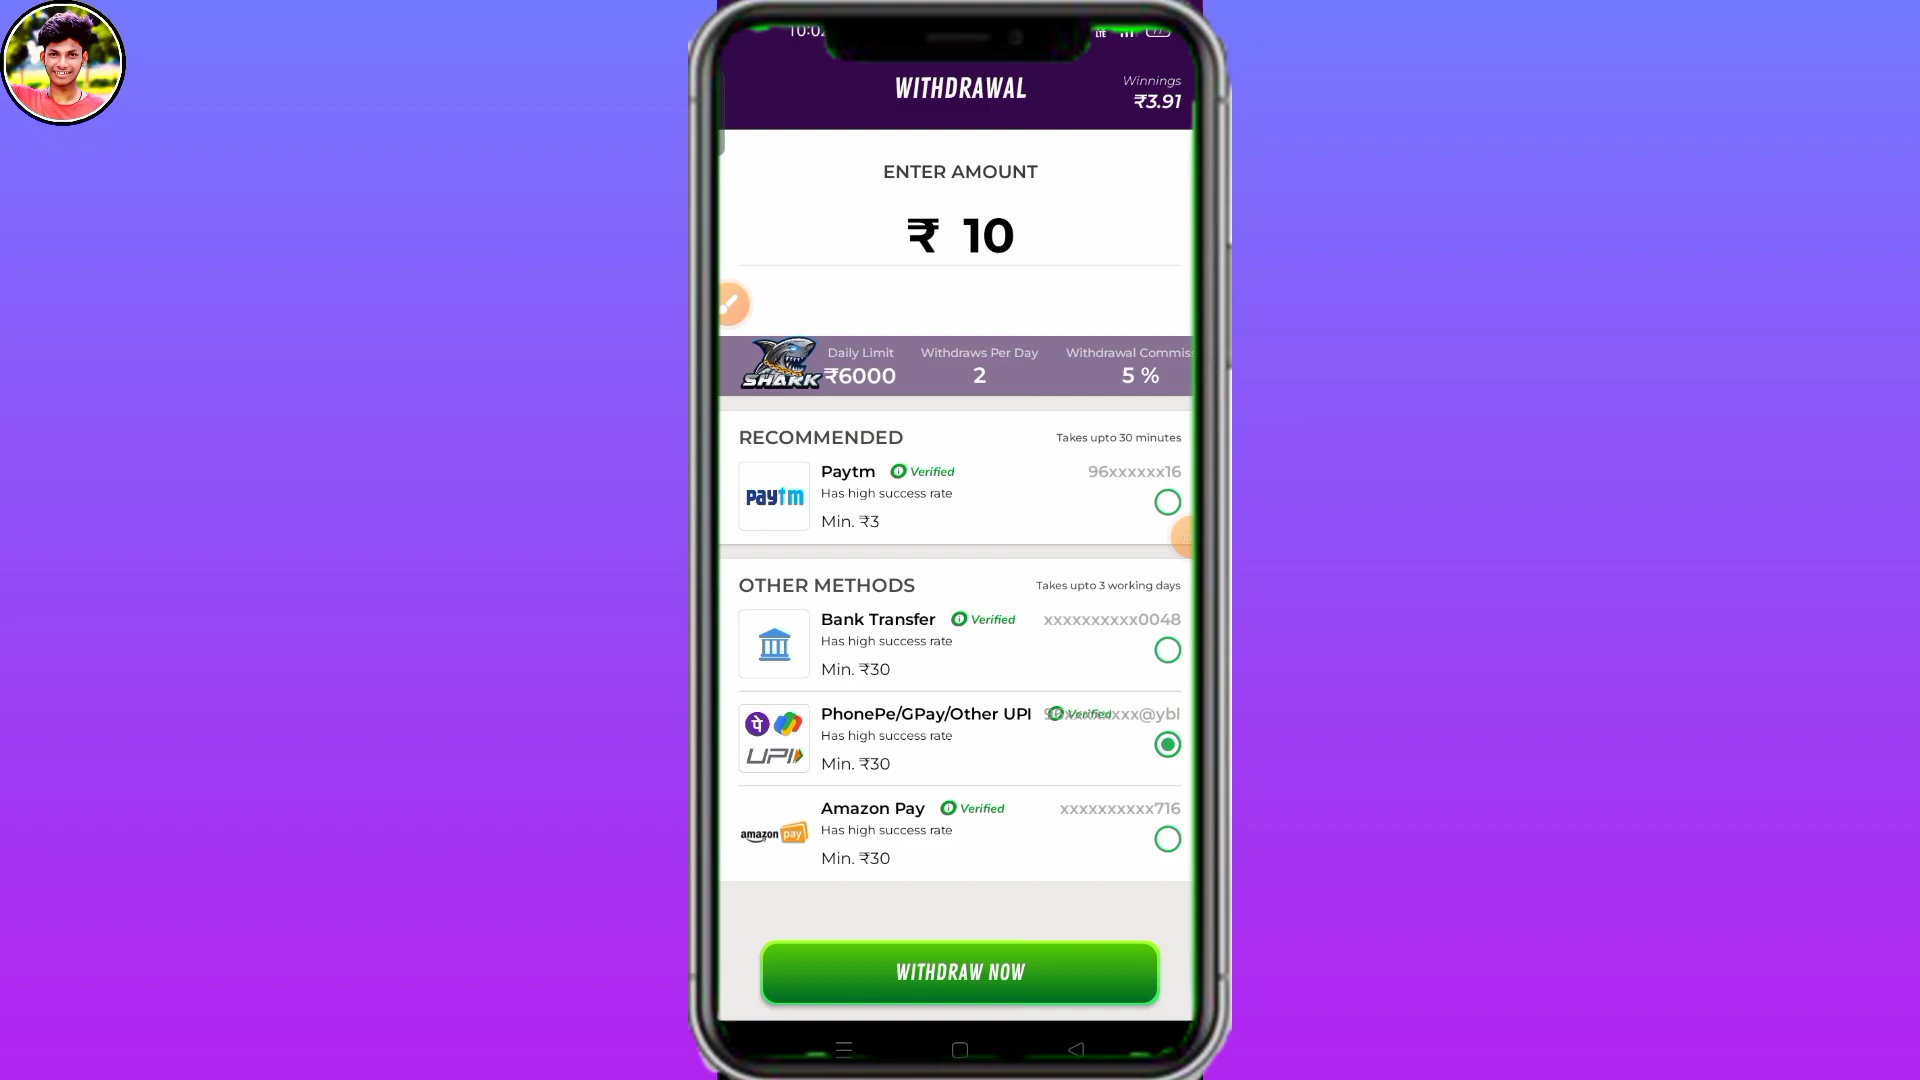 WITHDRAWAL
Winnings
₹3.91
ENTER AMOUNT
₹ 10
SHARK
Daily Limit
₹6000
Withdraws Per Day
2
Withdrawal Commis
5 %
RECOMMENDED
Takes upto 30 minutes
paytm
Paytm Verified
96xxxxxx16
Has high success rate
Min. ₹3
OTHER METHODS
Takes upto 3 working days
Bank Transfer Verified
xxxxxxxxxx0048
Has high success rate
Min. ₹30
पे
UPI
PhonePe/GPay/Other UPI Verified
Has high success rate
Min. ₹30
amazon pay
Amazon Pay Verified
xxxxxxxxxx716
Has high success rate
Min. ₹30
WITHDRAW NOW